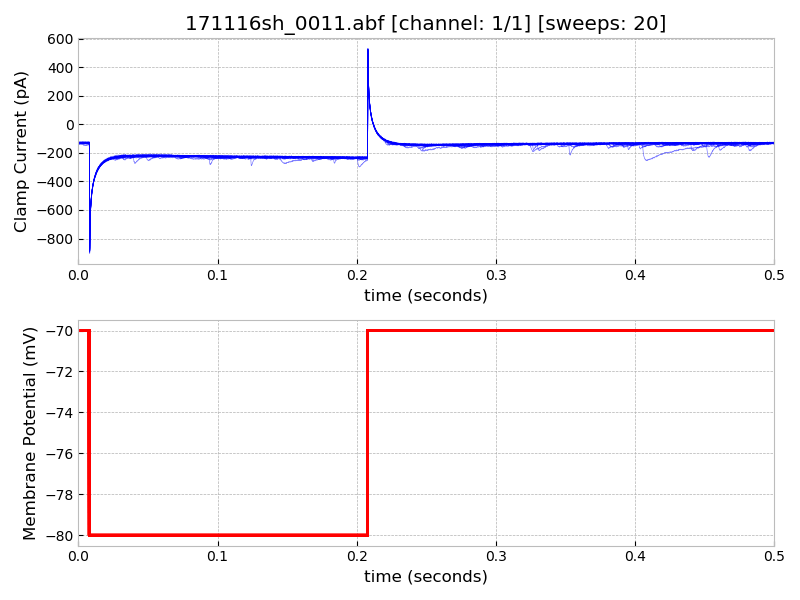 171116sh_0011.abf [channel: 1/1] [sweeps: 20]
Clamp Current (pA)
600
400
200
0
−200
−400
−600
−800
0.0 0.1 0.2 0.3 0.4 0.5
time (seconds)
Membrane Potential (mV)
−70
−72
−74
−76
−78
−80
0.0 0.1 0.2 0.3 0.4 0.5
time (seconds)